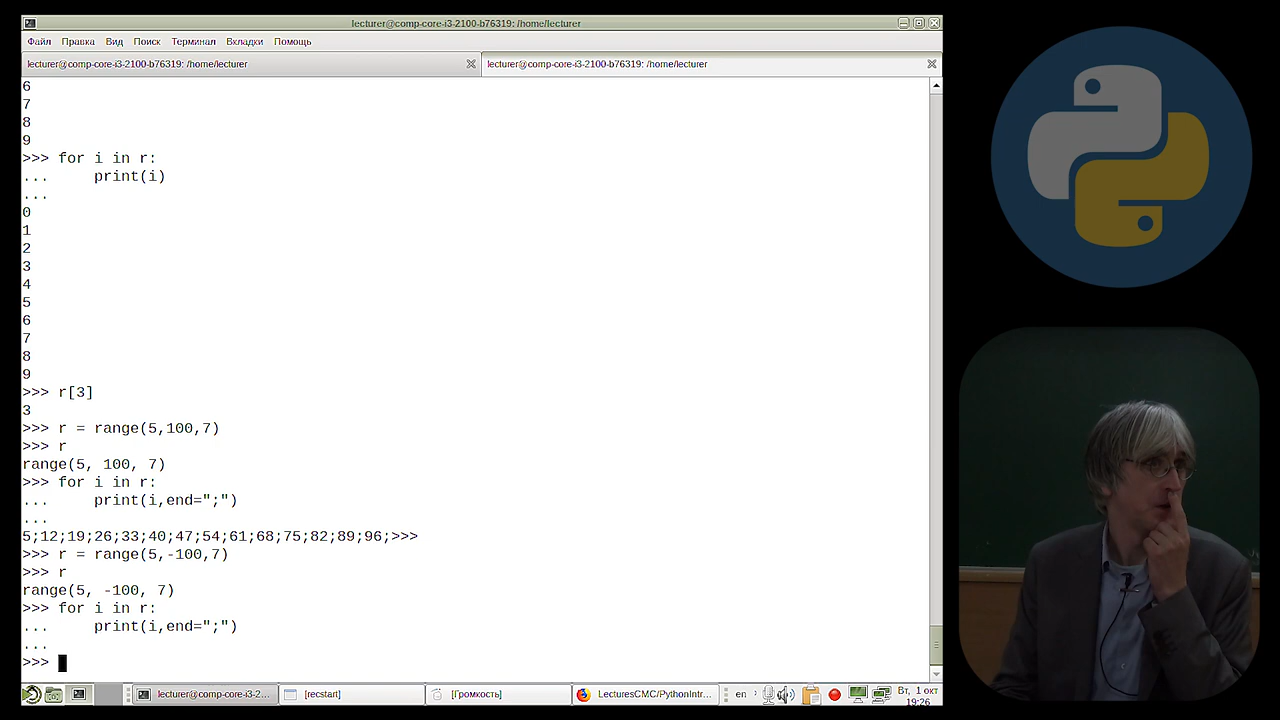 lecturer@comp-core-i3-2100-b76319: /home/lecturer
Файл Правка Вид Поиск Терминал Вкладки Помощь
lecturer@comp-core-i3-2100-b76319: /home/lecturer lecturer@comp-core-i3-2100-b76319: /home/lecturer
6
7
8
9
>>> for i in r:
...     print(i)
...
0
1
2
3
4
5
6
7
8
9
>>> r[3]
3
>>> r = range(5,100,7)
>>> r
range(5, 100, 7)
>>> for i in r:
...     print(i,end=";")
...
5;12;19;26;33;40;47;54;61;68;75;82;89;96;>>>
>>> r = range(5,-100,7)
>>> r
range(5, -100, 7)
>>> for i in r:
...     print(i,end=";")
...
>>>
lecturer@comp-core-i3-2... [recstart] [Громкость] LecturesCMC/PythonIntr... en Вт, 1 окт
19:26